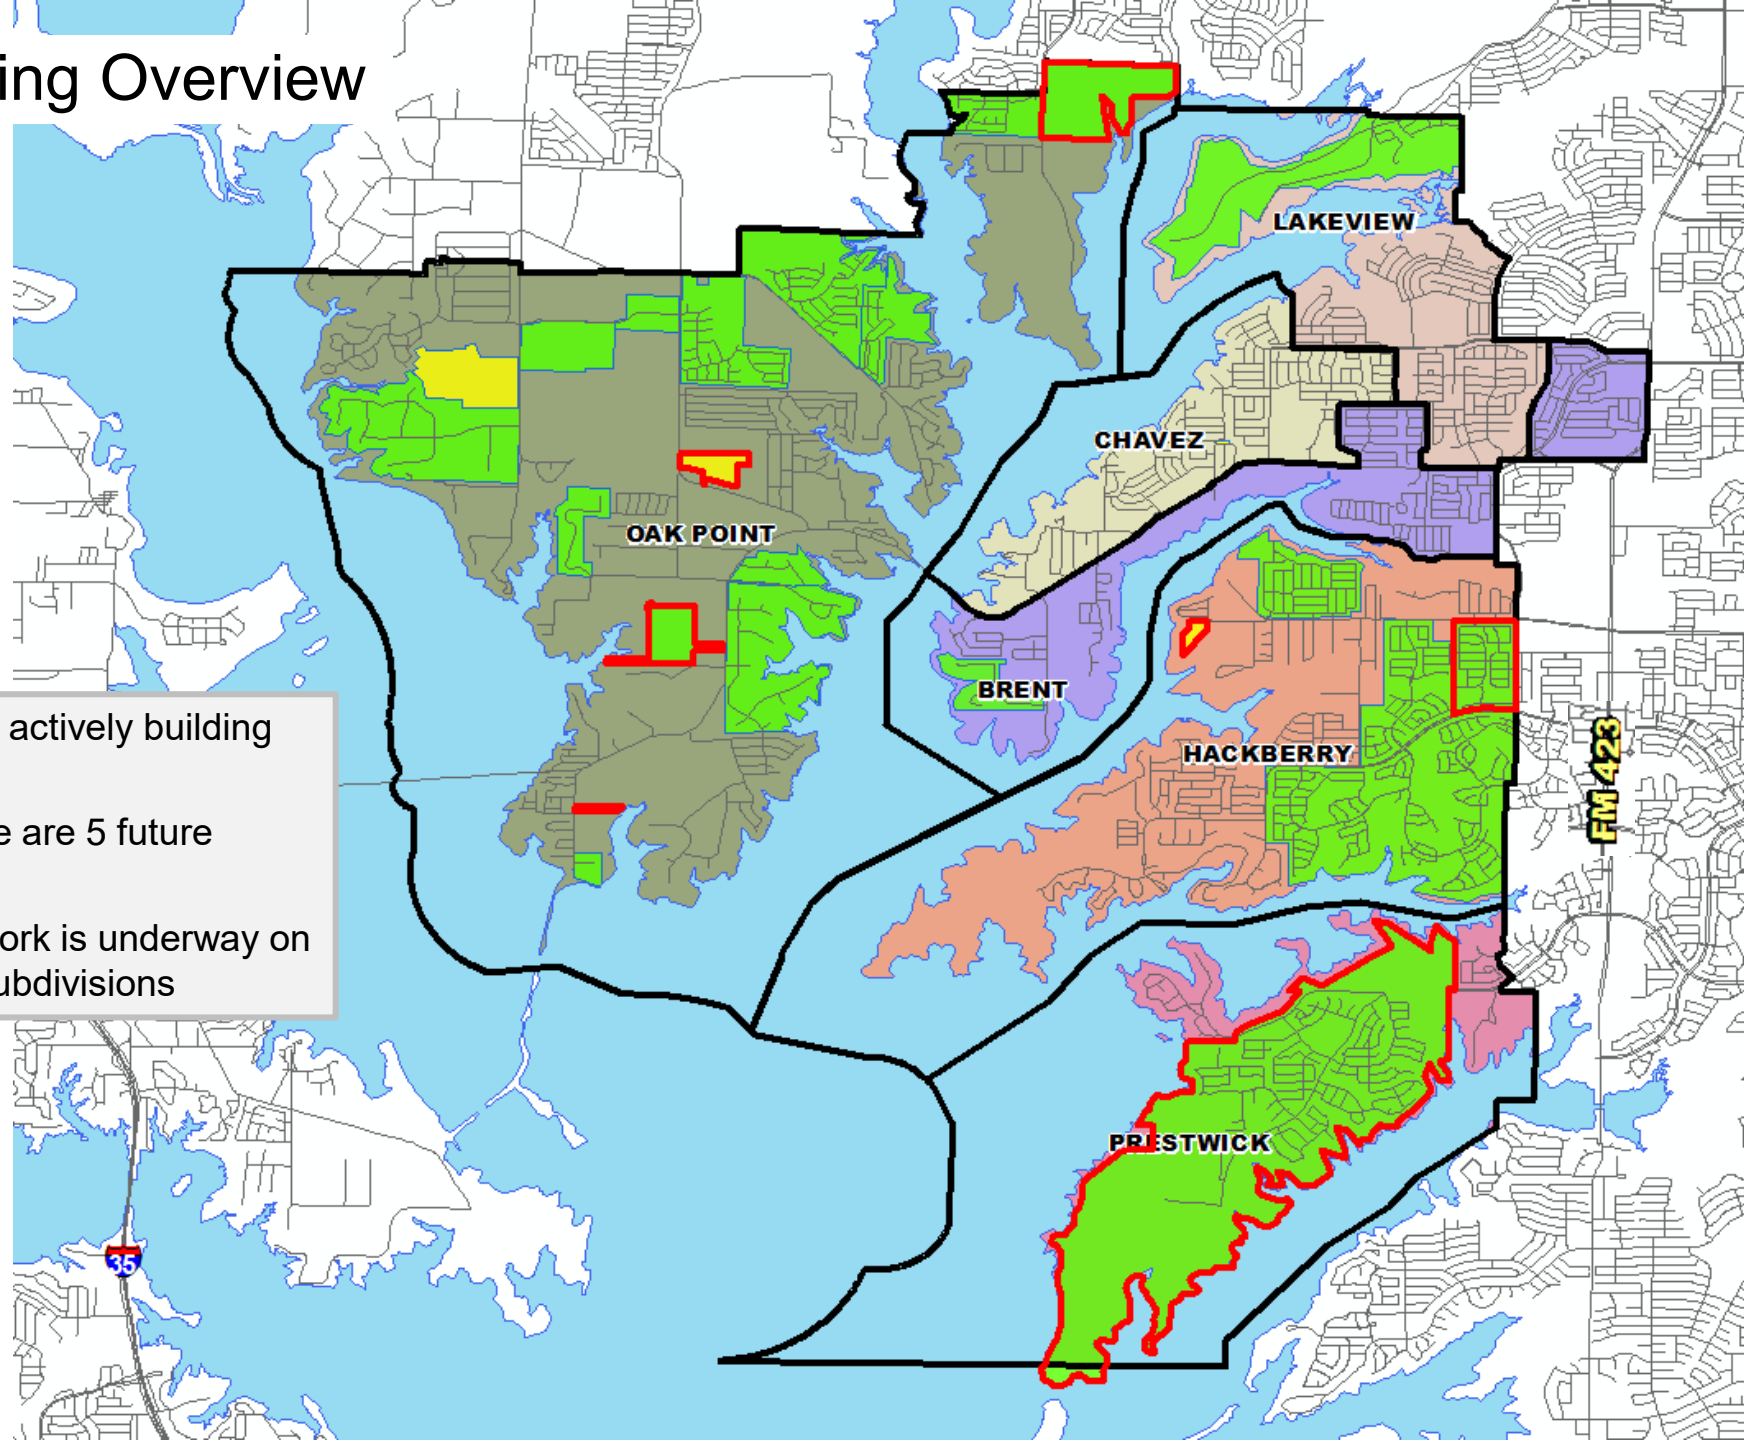 ing Overview
LAKEVIEW
CHAVEZ
OAK POINT
BRENT
actively building
HACKBERRY
FM 423
e are 5 future
ork is underway on
ubdivisions
PRESTWICK
35